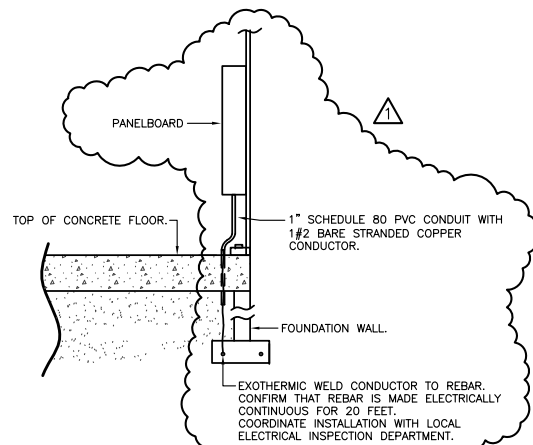 PANELBOARD
1
TOP OF CONCRETE FLOOR.
1" SCHEDULE 80 PVC CONDUIT WITH
1#2 BARE STRANDED COPPER
CONDUCTOR.
FOUNDATION WALL.
EXOTHERMIC WELD CONDUCTOR TO REBAR.
CONFIRM THAT REBAR IS MADE ELECTRICALLY
CONTINUOUS FOR 20 FEET.
COORDINATE INSTALLATION WITH LOCAL
ELECTRICAL INSPECTION DEPARTMENT.